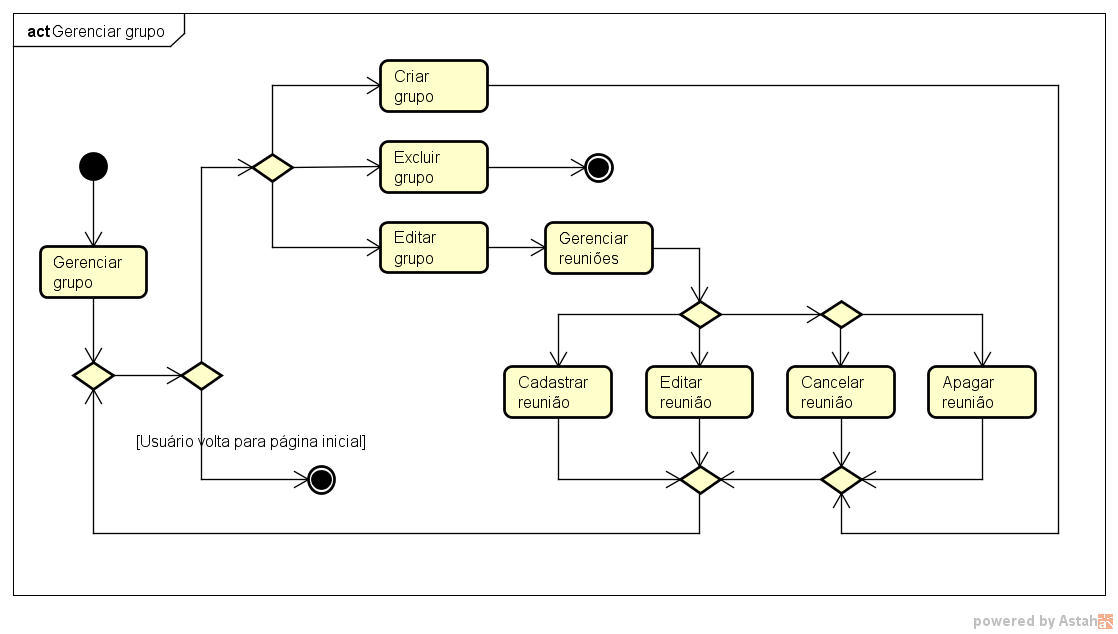 act Gerenciar grupo
Criar
grupo
Excluir
grupo
Editar
grupo
Gerenciar
reuniões
Gerenciar
grupo
Cadastrar
reunião
Editar
reunião
Cancelar
reunião
Apagar
reunião
[Usuário volta para página inicial]
powered by Astah